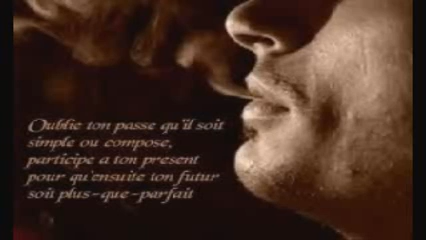 Oublie ton passe qu'il soit
simple ou compose,
participe a ton present
pour qu'ensuite ton futur
soit plus-que-parfait